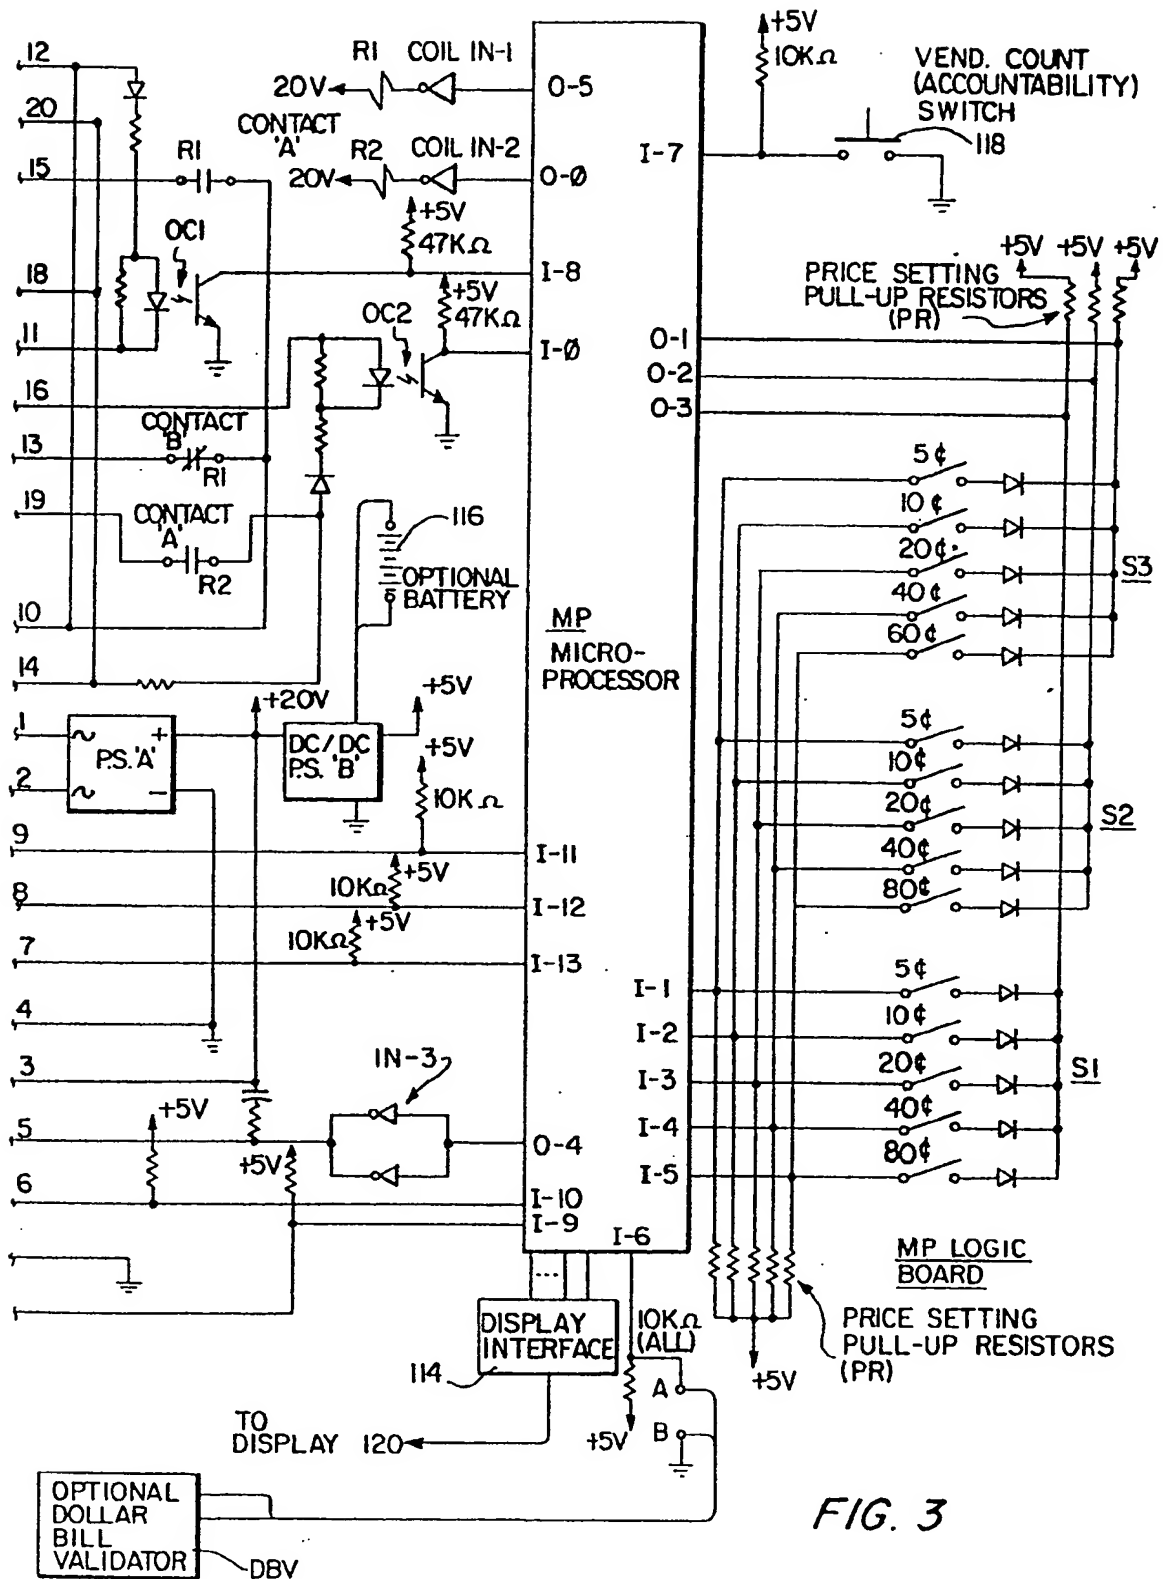 12
20
15
18
11
16
13
19
10
14
1
2
9
8
7
4
3
5
6
R1
OC1
R1 COIL IN-1
20V
CONTACT
'A'
R2 COIL IN-2
20V
+5V
47KΩ
+5V
47KΩ
OC2
CONTACT
'B'
R1
CONTACT
'A'
R2
116
OPTIONAL
BATTERY
+20V
P.S. 'A'
~
~
+
−
DC/DC
P.S. 'B'
+5V
+5V
10KΩ
+5V
10KΩ
+5V
10KΩ
IN-3
+5V
+5V
O-5
O-Ø
I-8
I-Ø
MP
MICRO-
PROCESSOR
I-11
I-12
I-13
O-4
I-10
I-9
I-6
I-7
O-1
O-2
O-3
I-1
I-2
I-3
I-4
I-5
+5V
10KΩ
VEND. COUNT
(ACCOUNTABILITY)
SWITCH
118
+5V +5V +5V
PRICE SETTING
PULL-UP RESISTORS
(PR)
5¢
10¢
20¢
40¢
60¢
S3
5¢
10¢
20¢
40¢
80¢
S2
5¢
10¢
20¢
40¢
80¢
S1
MP LOGIC
BOARD
PRICE SETTING
PULL-UP RESISTORS
(PR)
+5V
DISPLAY
INTERFACE
114
10KΩ
(ALL)
A
B
+5V
TO
DISPLAY 120
OPTIONAL
DOLLAR
BILL
VALIDATOR
DBV
FIG. 3